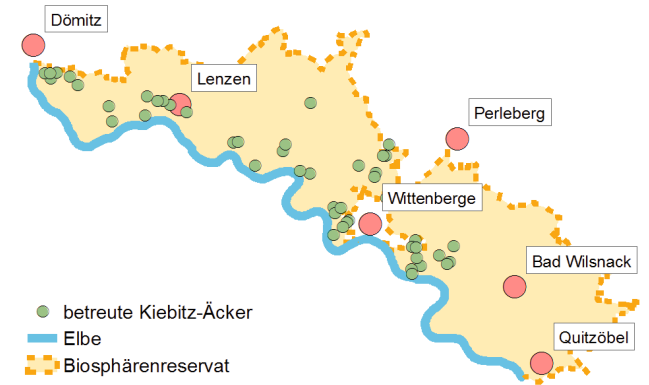 Dömitz
Lenzen
Perleberg
Wittenberge
Bad Wilsnack
Quitzöbel
betreute Kiebitz-Äcker
Elbe
Biosphärenreservat